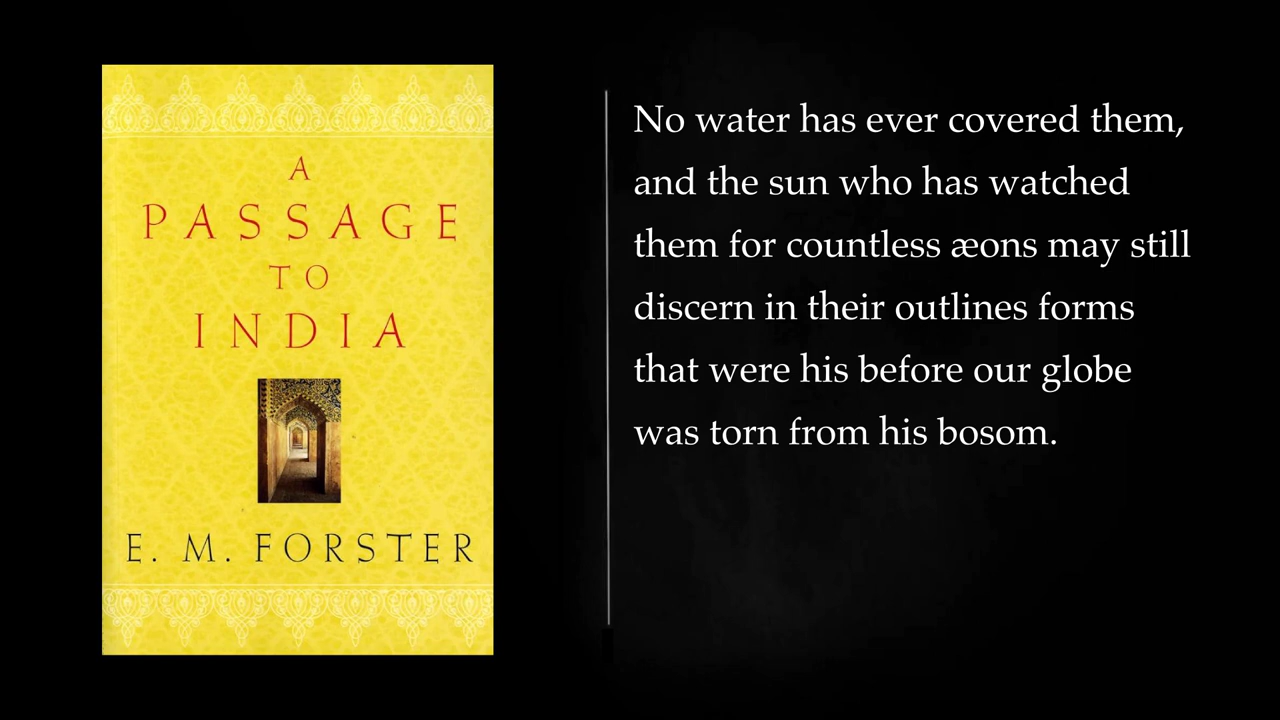 A
PASSAGE
TO
INDIA
E. M. FORSTER
No water has ever covered them,
and the sun who has watched
them for countless æons may still
discern in their outlines forms
that were his before our globe
was torn from his bosom.